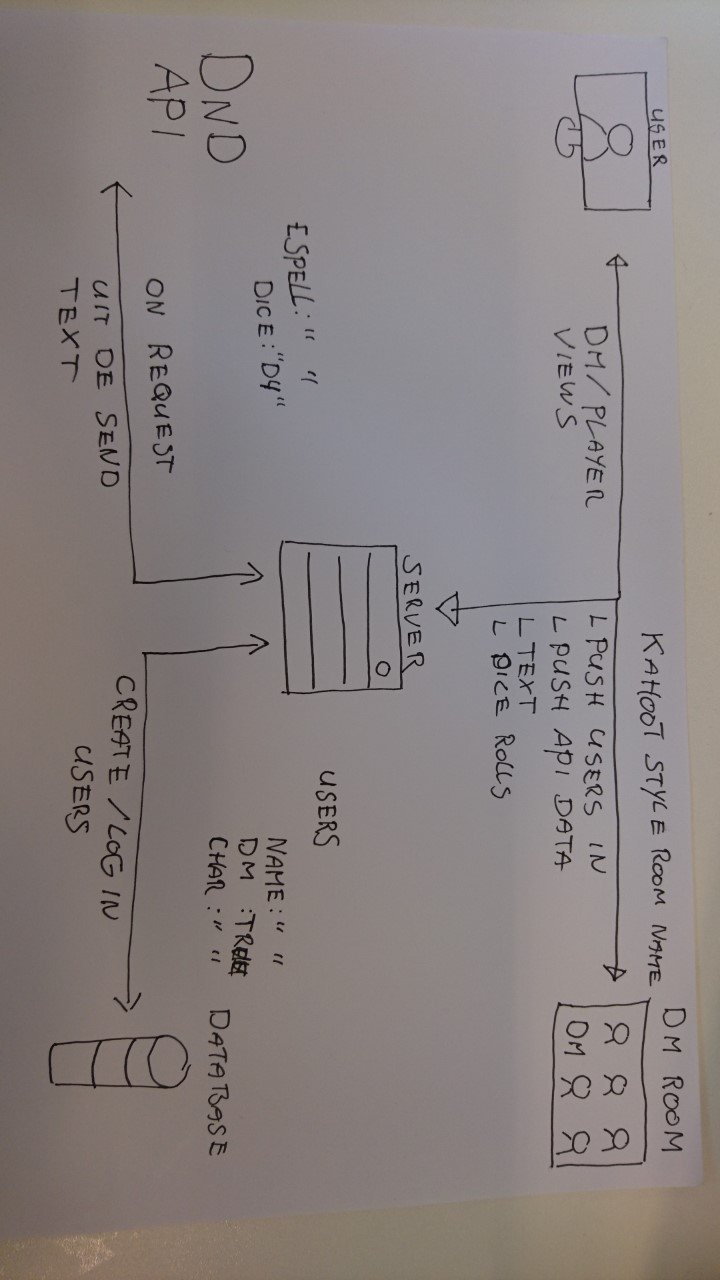 USER
DM/PLAYER
VIEWS
KAHOOT STYLE ROOM NAME
DM ROOM
DM
PUSH USERS IN
PUSH API DATA
TEXT
DICE ROLLS
SERVER
SPELL: " "
DICE: "D4"
DND
API
ON REQUEST
UIT DE SEND
TEXT
USERS
NAME: " "
DM :
CHAR: " "
DATABASE
CREATE / LOG IN
USERS